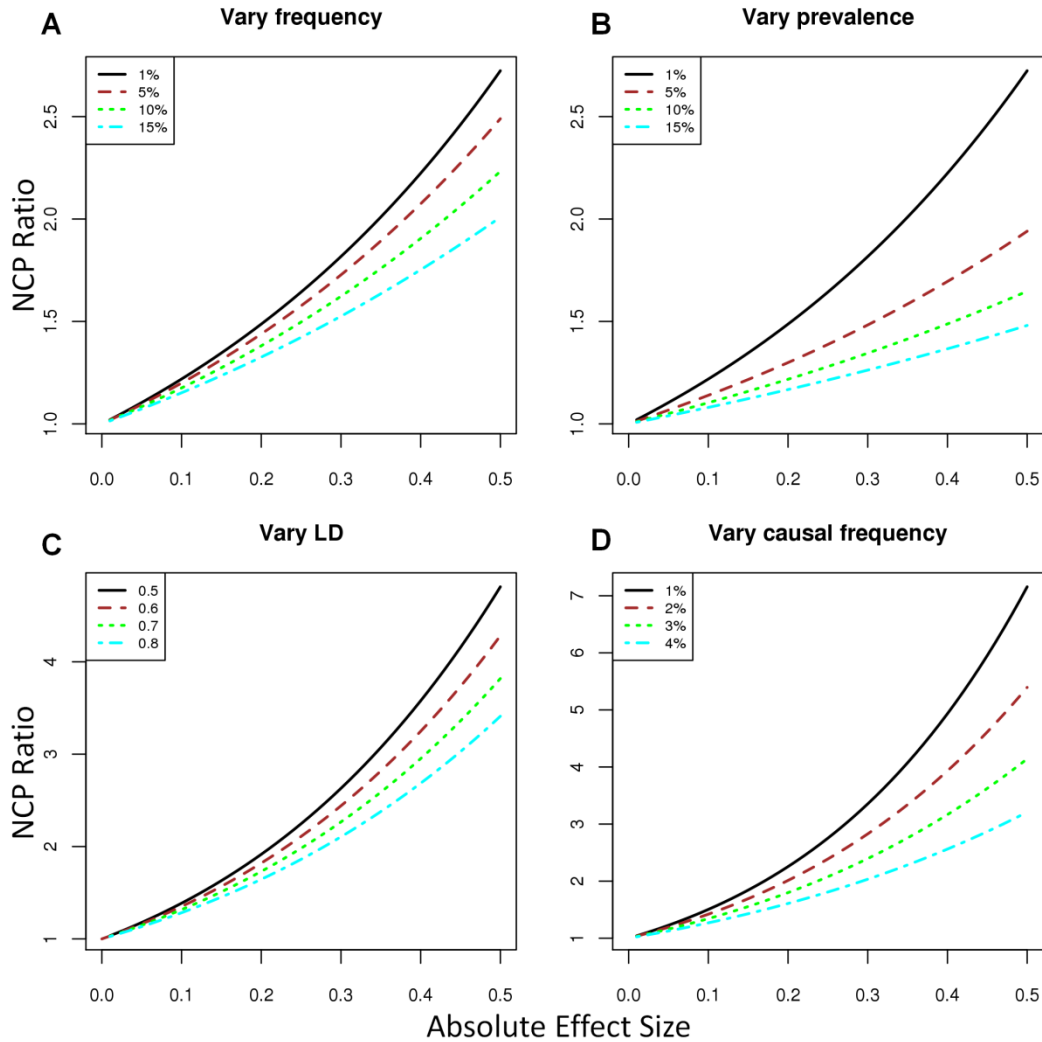 A
Vary frequency
1%
5%
10%
15%
NCP Ratio
1.0
1.5
2.0
2.5
0.0 0.1 0.2 0.3 0.4 0.5
B
Vary prevalence
1%
5%
10%
15%
1.0
1.5
2.0
2.5
0.0 0.1 0.2 0.3 0.4 0.5
C
Vary LD
0.5
0.6
0.7
0.8
NCP Ratio
1
2
3
4
0.0 0.1 0.2 0.3 0.4 0.5
D
Vary causal frequency
1%
2%
3%
4%
1
2
3
4
5
6
7
0.0 0.1 0.2 0.3 0.4 0.5
Absolute Effect Size